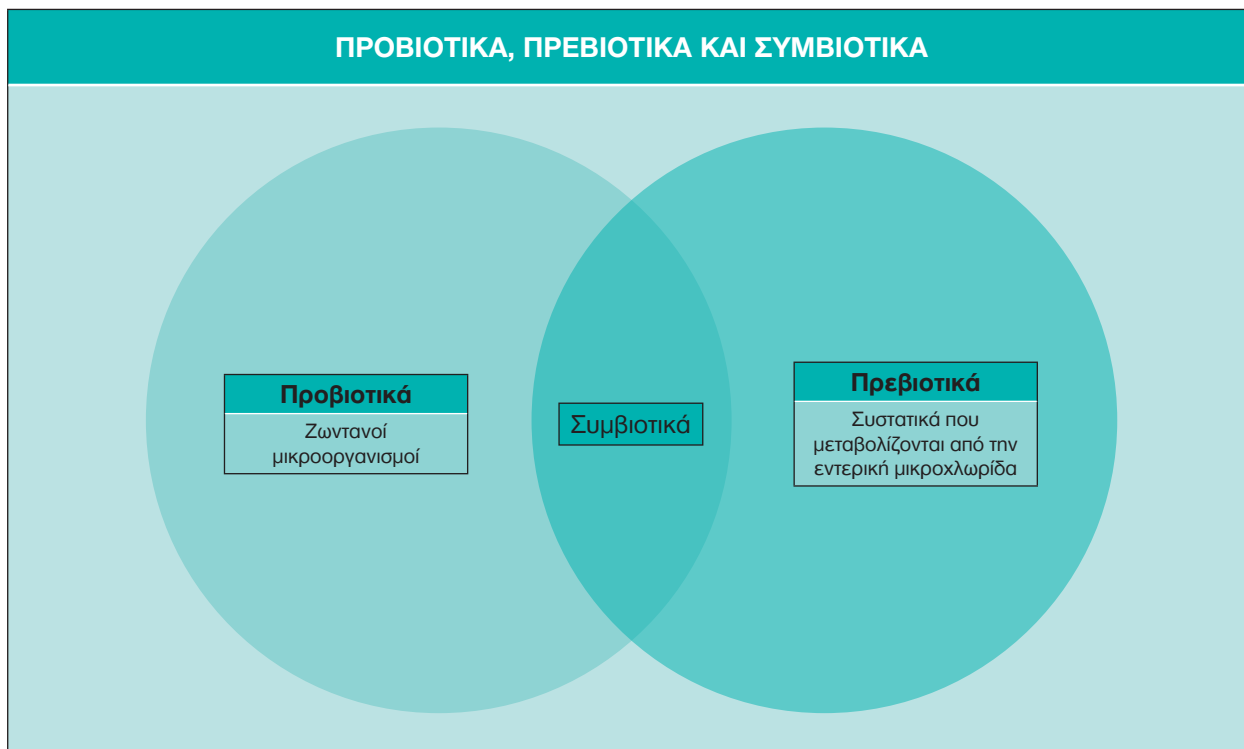 ΠΡΟΒΙΟΤΙΚΑ, ΠΡΕΒΙΟΤΙΚΑ ΚΑΙ ΣΥΜΒΙΟΤΙΚΑ
Προβιοτικά
Ζωντανοί
μικροοργανισμοί
Συμβιοτικά
Πρεβιοτικά
Συστατικά που
μεταβολίζονται από την
εντερική μικροχλωρίδα